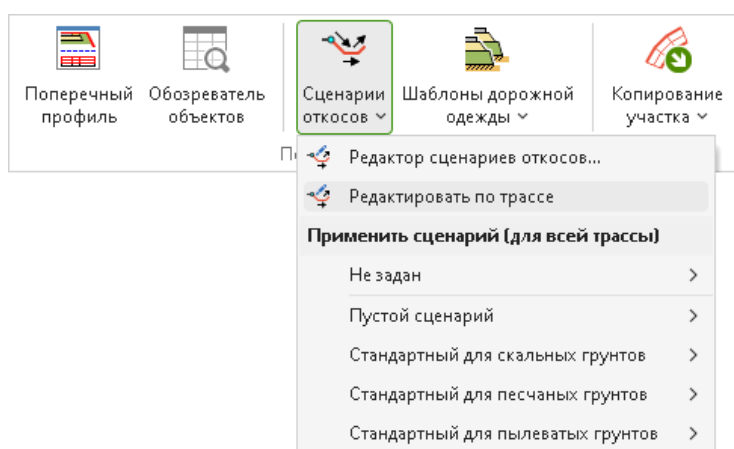 Поперечный Обозреватель Сценарии Шаблоны дорожной Копирование
профиль объектов откосов одежды участка
Редактор сценариев откосов...
Редактировать по трассе
Применить сценарий (для всей трассы)
Не задан
Пустой сценарий
Стандартный для скальных грунтов
Стандартный для песчаных грунтов
Стандартный для пылеватых грунтов